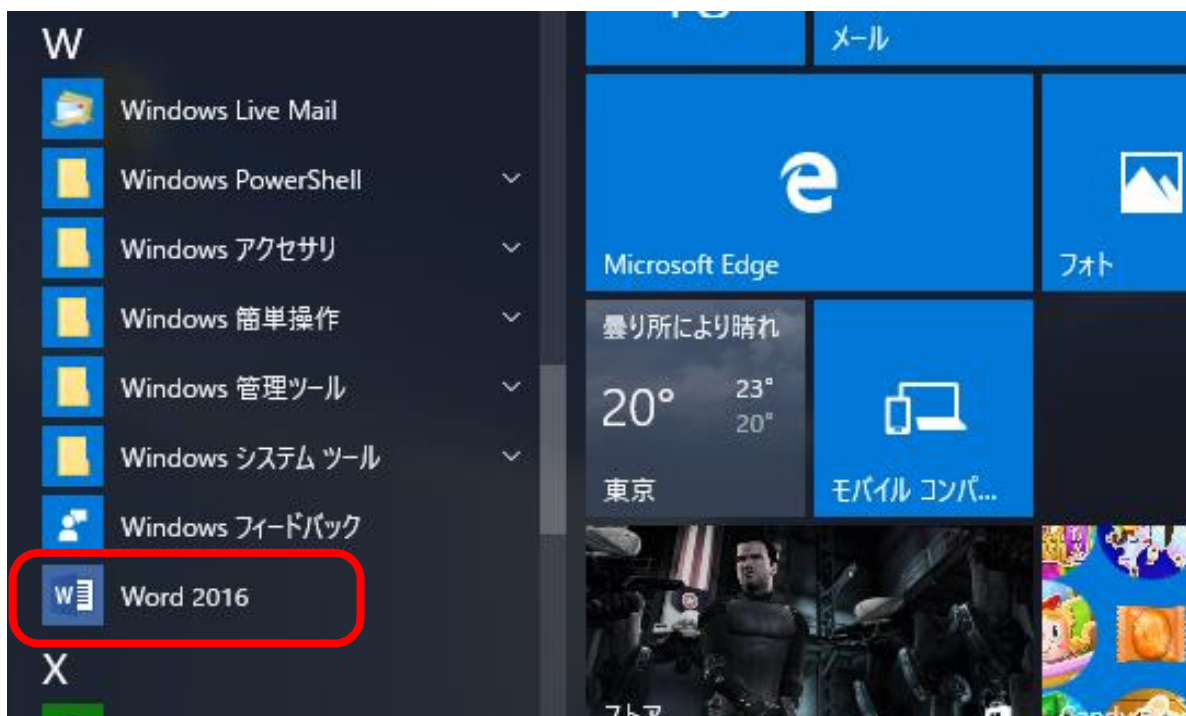 W
Windows Live Mail
Windows PowerShell
Windows アクセサリ
Windows 簡単操作
Windows 管理ツール
Windows システム ツール
Windows フィードバック
Word 2016
X
メール
Microsoft Edge
フォト
曇り所により晴れ
20° 23°
20°
東京
モバイル コンパ...
ストア